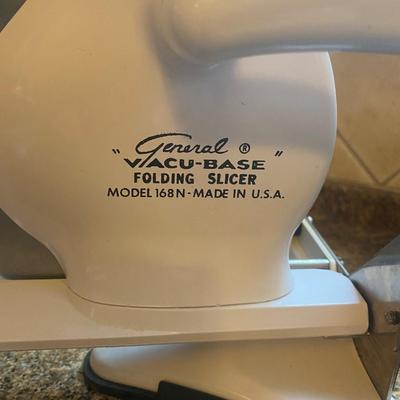 General ®
"VACU-BASE"
FOLDING SLICER
MODEL 168N-MADE IN U.S.A.